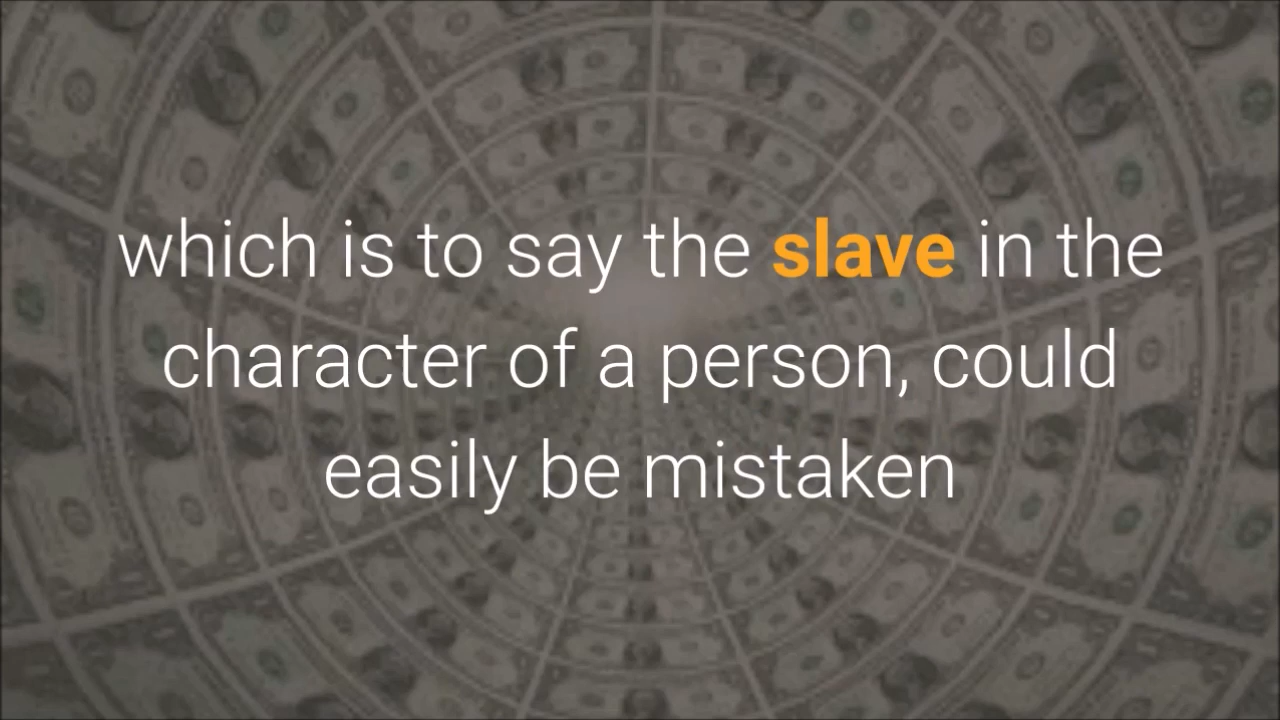 which is to say the slave in the
character of a person, could
easily be mistaken